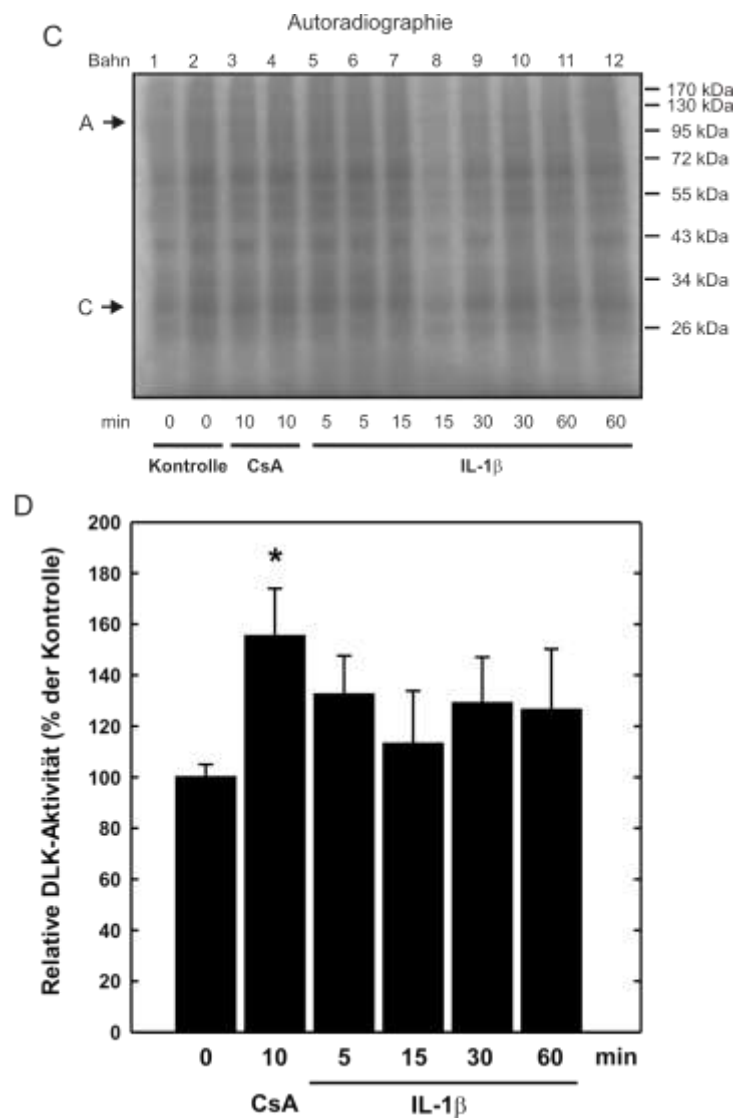 Autoradiographie
C
Bahn 1 2 3 4 5 6 7 8 9 10 11 12
170 kDa
130 kDa
A
95 kDa
72 kDa
55 kDa
43 kDa
34 kDa
C
26 kDa
min 0 0 10 10 5 5 15 15 30 30 60 60
Kontrolle CsA IL-1β
D
Relative DLK-Aktivität (% der Kontrolle)
200
180
*
160
140
120
100
80
60
40
20
0
0 10 5 15 30 60 min
CsA IL-1β